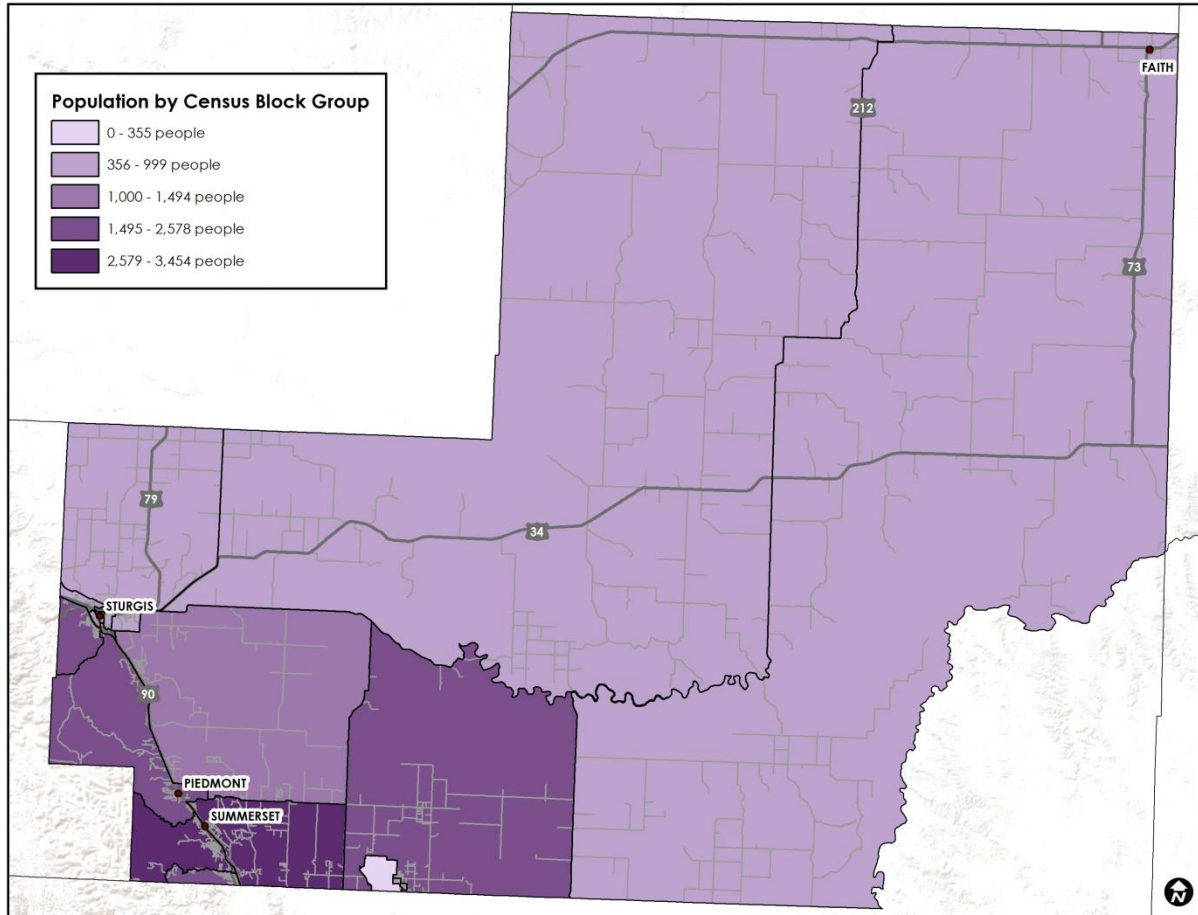 FAITH
Population by Census Block Group
0 - 355 people
356 - 999 people
1,000 - 1,494 people
1,495 - 2,578 people
2,579 - 3,454 people
212
73
79
34
STURGIS
90
PIEDMONT
SUMMERSET
N